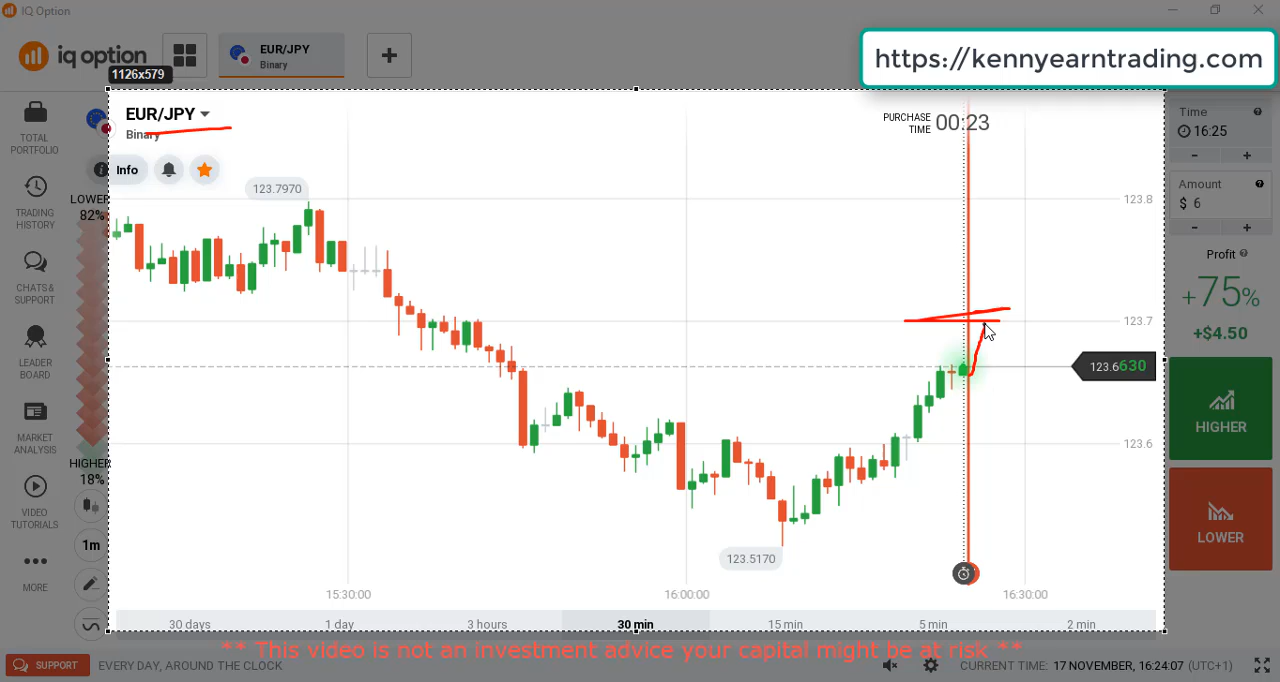 IQ Option
iq option
EUR/JPY
Binary
+
https://kennyearntrading.com
1126x579
EUR/JPY
Binary
Info
PURCHASE
TIME
00:23
TOTAL
PORTFOLIO
TRADING
HISTORY
CHATS &
SUPPORT
LEADER
BOARD
MARKET
ANALYSIS
VIDEO
TUTORIALS
MORE
LOWER
82%
HIGHER
18%
1m
123.7970
123.5170
123.8
123.7
123.6630
123.6
15:30:00
16:00:00
16:30:00
30 days
1 day
3 hours
30 min
15 min
5 min
2 min
Time
16:25
- +
Amount
$ 6
- +
Profit
+75%
+$4.50
HIGHER
LOWER
** This video is not an investment advice your capital might be at risk **
SUPPORT
EVERY DAY, AROUND THE CLOCK
CURRENT TIME: 17 NOVEMBER, 16:24:07 (UTC+1)